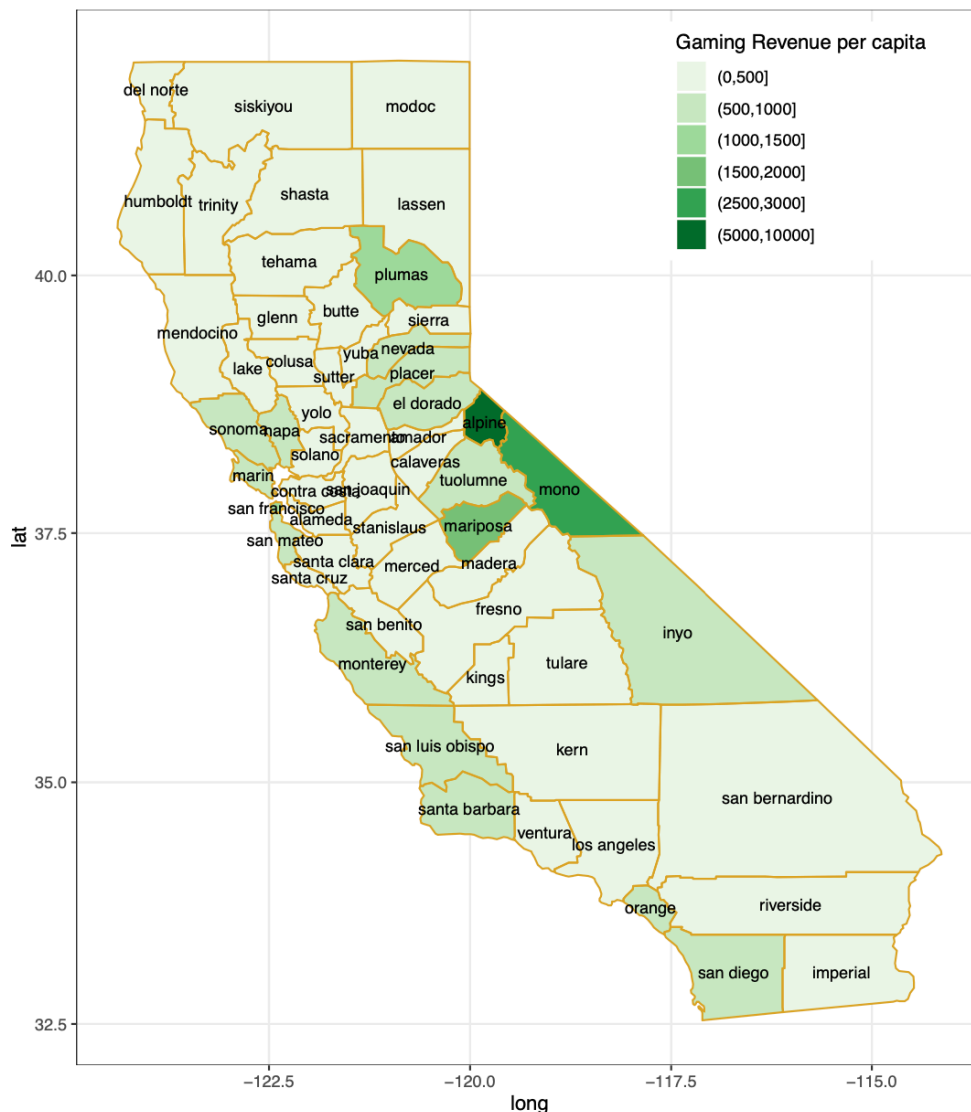 Gaming Revenue per capita
(0,500]
(500,1000]
(1000,1500]
(1500,2000]
(2500,3000]
(5000,10000]
del norte
siskiyou
modoc
humboldt
trinity
shasta
lassen
tehama
plumas
glenn
butte
sierra
mendocino
lake
colusa
yuba
nevada
sutter
placer
yolo
el dorado
sonoma
napa
sacramento
amador
alpine
solano
calaveras
marin
contra costa
san joaquin
tuolumne
mono
san francisco
alameda
stanislaus
mariposa
san mateo
santa clara
merced
madera
santa cruz
fresno
san benito
inyo
monterey
kings
tulare
san luis obispo
kern
santa barbara
san bernardino
ventura
los angeles
orange
riverside
san diego
imperial
40.0
37.5
35.0
32.5
lat
−122.5
−120.0
−117.5
−115.0
long